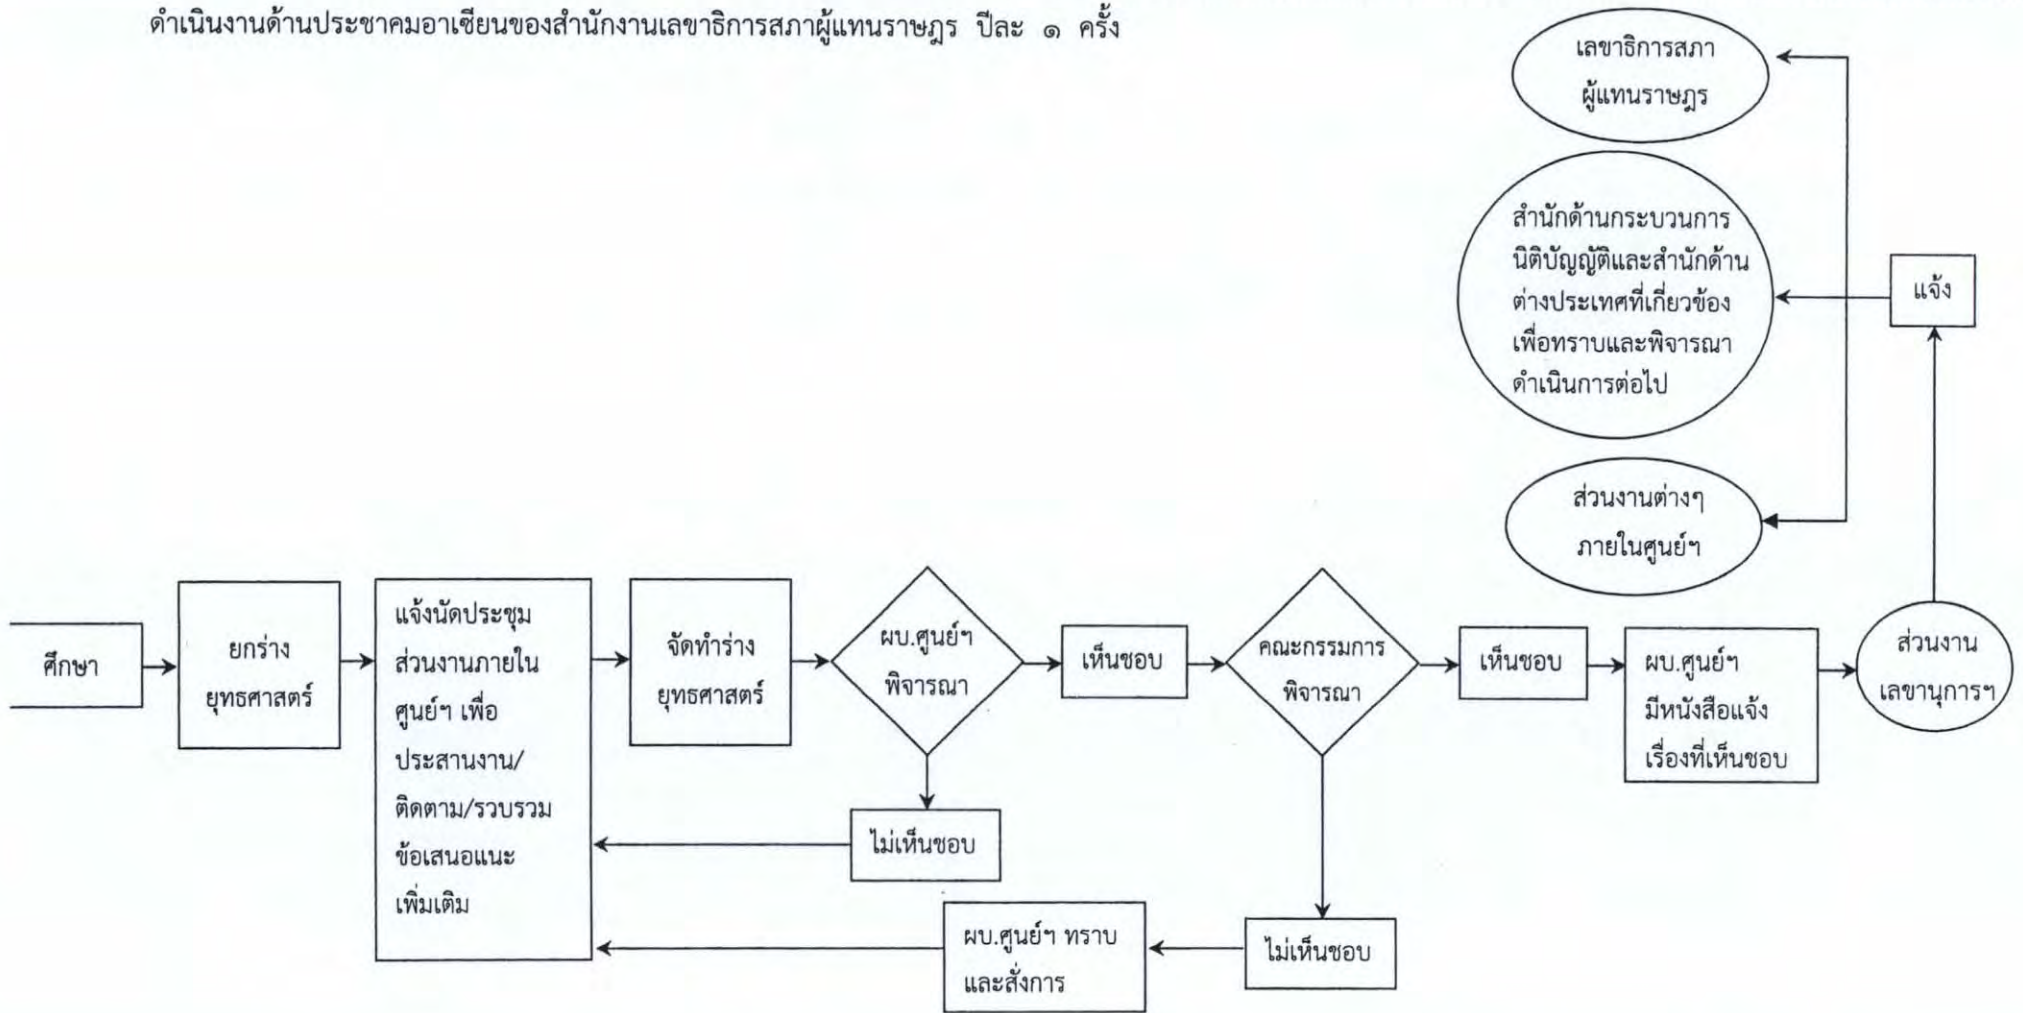 ดำเนินงานด้านประชาคมอาเซียนของสำนักงานเลขาธิการสภาผู้แทนราษฎร ปีละ ๑ ครั้ง
เลขาธิการสภา
ผู้แทนราษฎร
สำนักด้านกระบวนการ
นิติบัญญัติและสำนักด้าน
ต่างประเทศที่เกี่ยวข้อง
เพื่อทราบและพิจารณา
ดำเนินการต่อไป
แจ้ง
ส่วนงานต่างๆ
ภายในศูนย์ฯ
ศึกษา
ยกร่าง
ยุทธศาสตร์
แจ้งนัดประชุม
ส่วนงานภายใน
ศูนย์ฯ เพื่อ
ประสานงาน/
ติดตาม/รวบรวม
ข้อเสนอแนะ
เพิ่มเติม
จัดทำร่าง
ยุทธศาสตร์
ผบ.ศูนย์ฯ
พิจารณา
เห็นชอบ
คณะกรรมการ
พิจารณา
เห็นชอบ
ผบ.ศูนย์ฯ
มีหนังสือแจ้ง
เรื่องที่เห็นชอบ
ส่วนงาน
เลขานุการฯ
ไม่เห็นชอบ
ผบ.ศูนย์ฯ ทราบ
และสั่งการ
ไม่เห็นชอบ